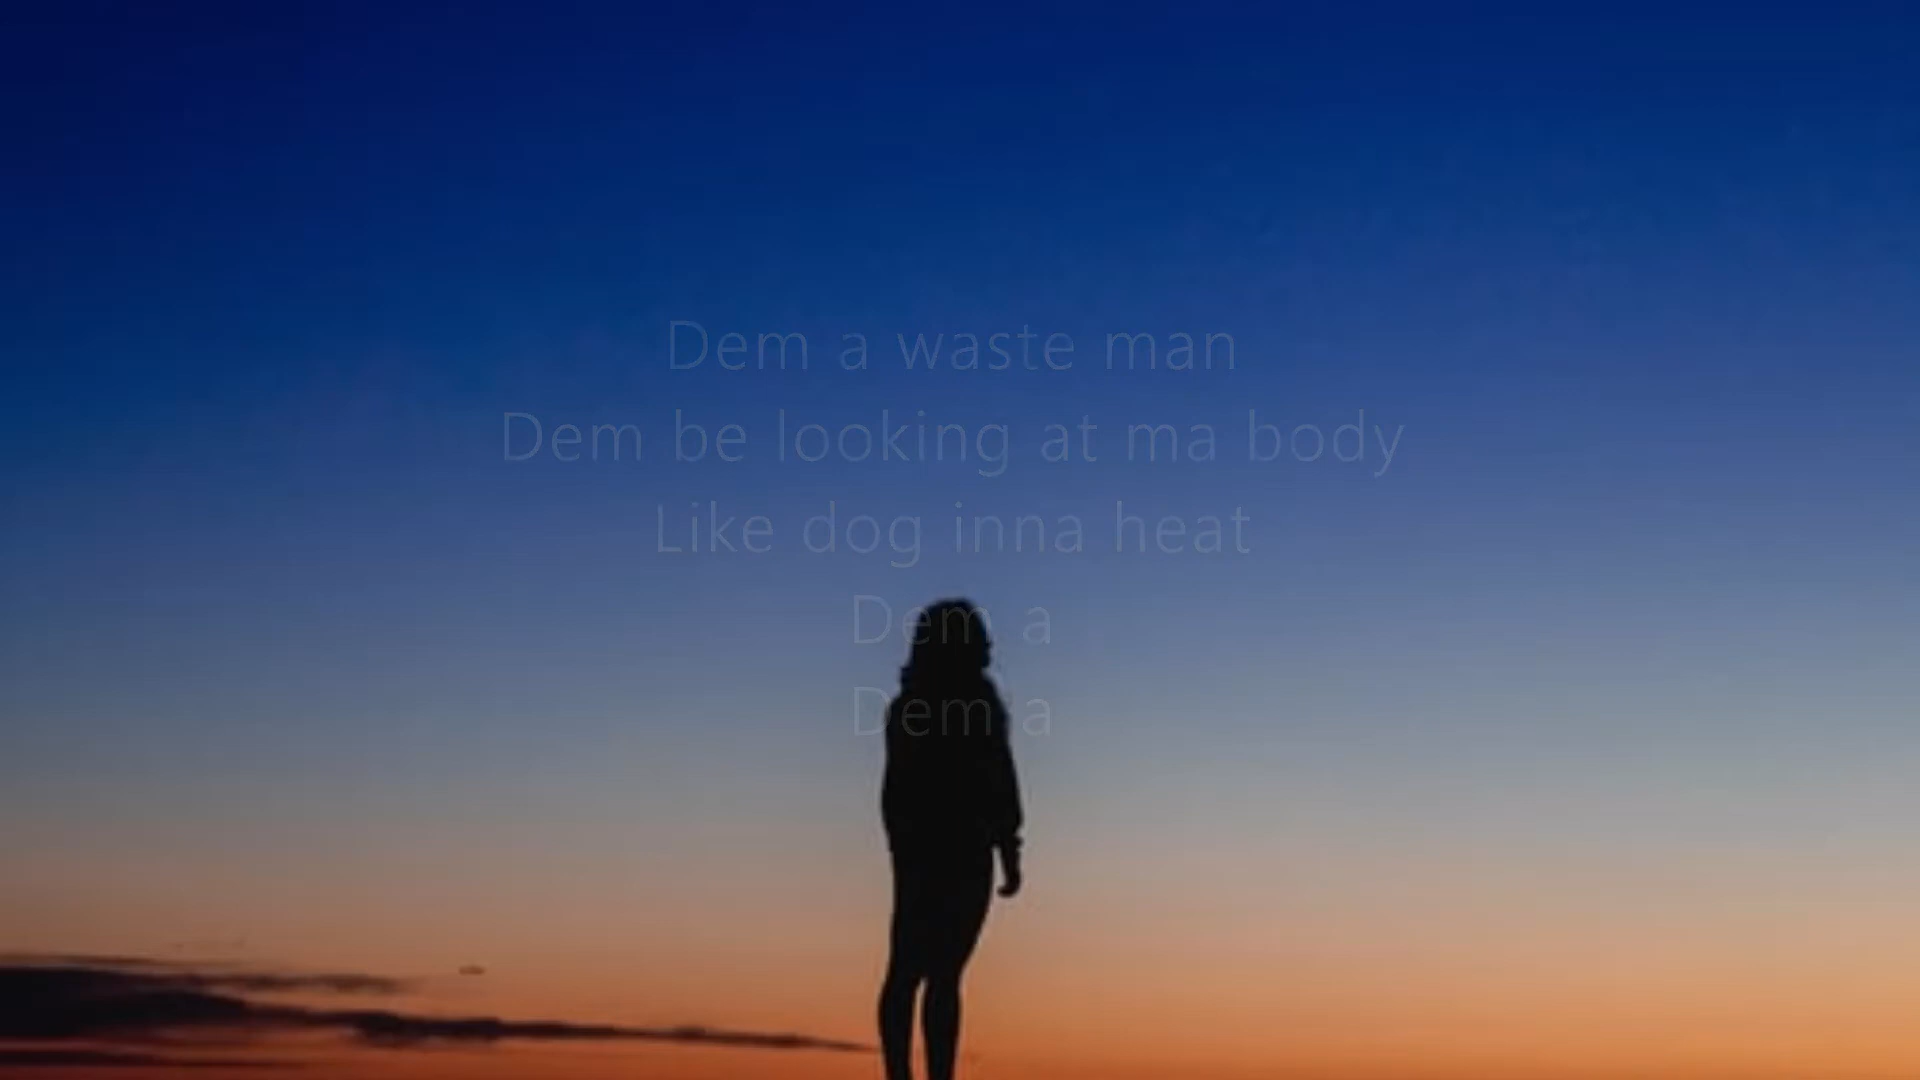 Dem a waste man
Dem be looking at ma body
Like dog inna heat
Dem a
Dem a